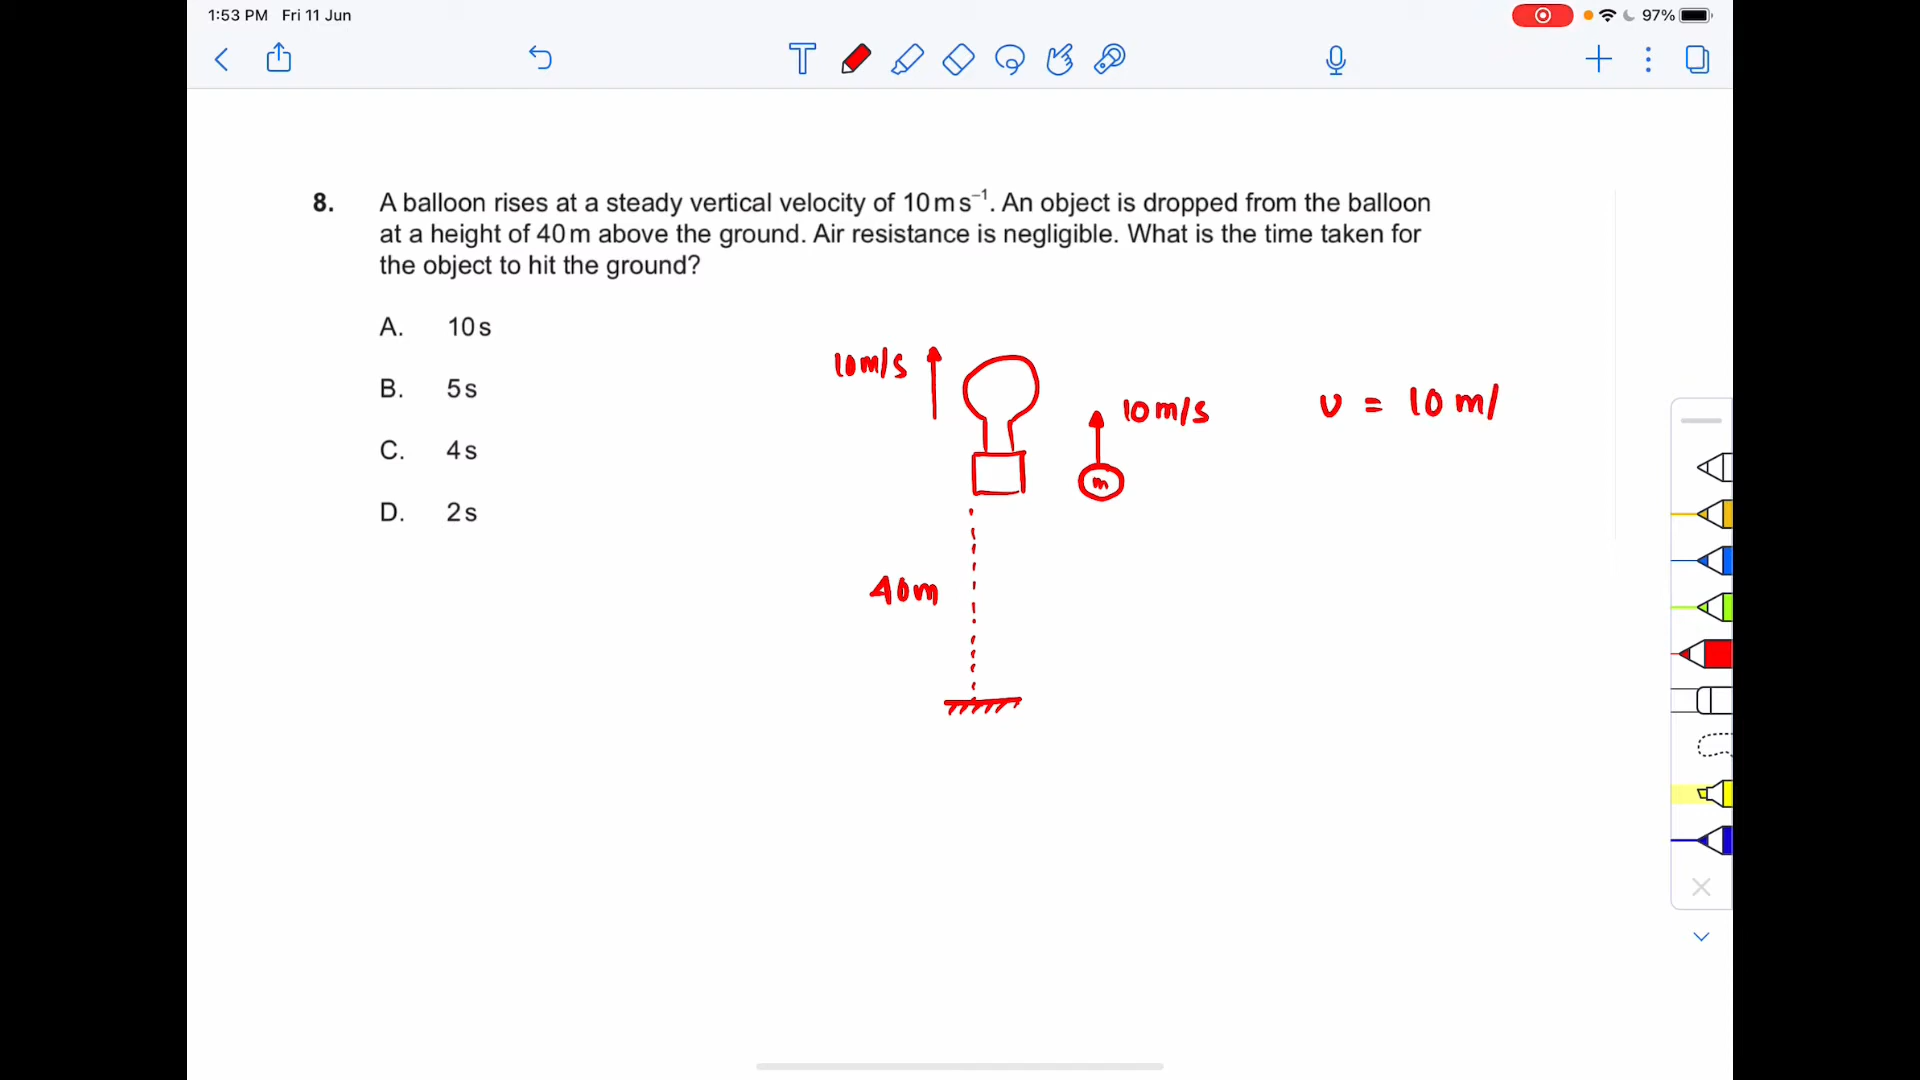 1:53 PM Fri 11 Jun
97%
8. A balloon rises at a steady vertical velocity of 10 m s⁻¹. An object is dropped from the balloon
at a height of 40 m above the ground. Air resistance is negligible. What is the time taken for
the object to hit the ground?
A. 10 s
B. 5 s
C. 4 s
D. 2 s
10 m/s
10 m/s
m
40m
u = 10 m/